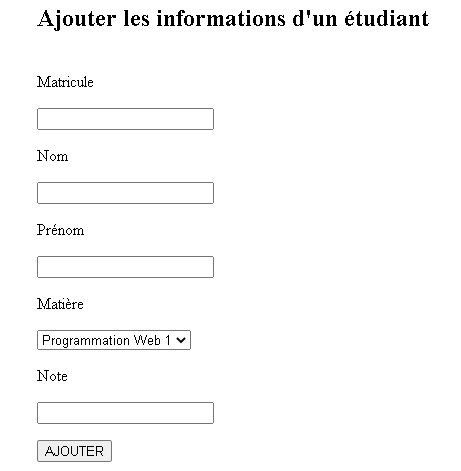 Ajouter les informations d'un étudiant
Matricule
Nom
Prénom
Matière
Programmation Web 1
Note
AJOUTER